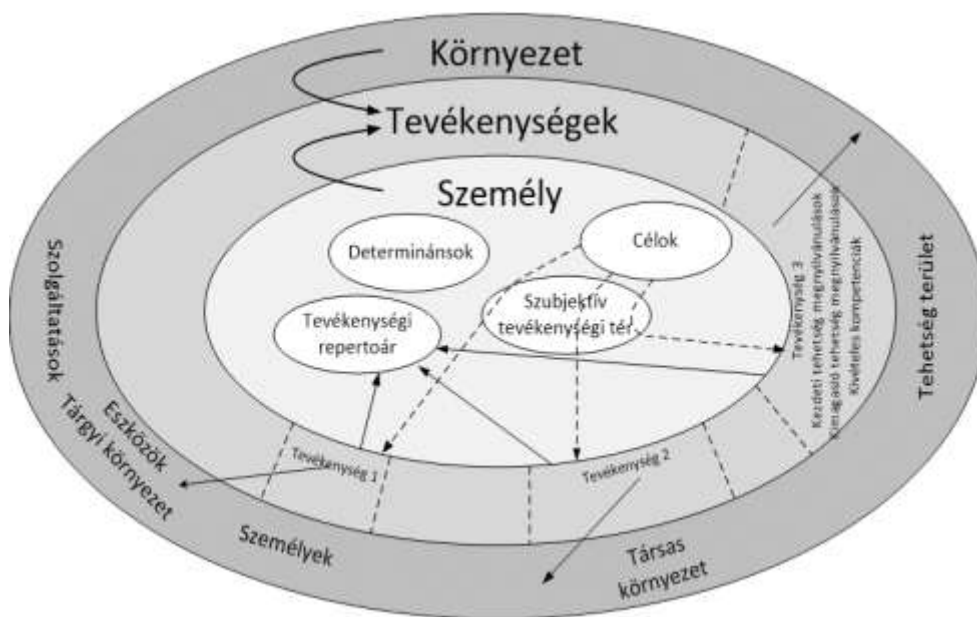 Környezet
Tevékenységek
Személy
Determinánsok
Célok
Szubjektív
tevékenységi tér
Tevékenységi
repertoár
Tevékenység 1
Tevékenység 2
Tevékenység 3
Kezdeti tehetség megnyilvánulások
Kimagasló tehetség megnyilvánulások
Kivételes kompetenciák
Tehetség terület
Szolgáltatások
Eszközök
Tárgyi környezet
Személyek
Társas
környezet